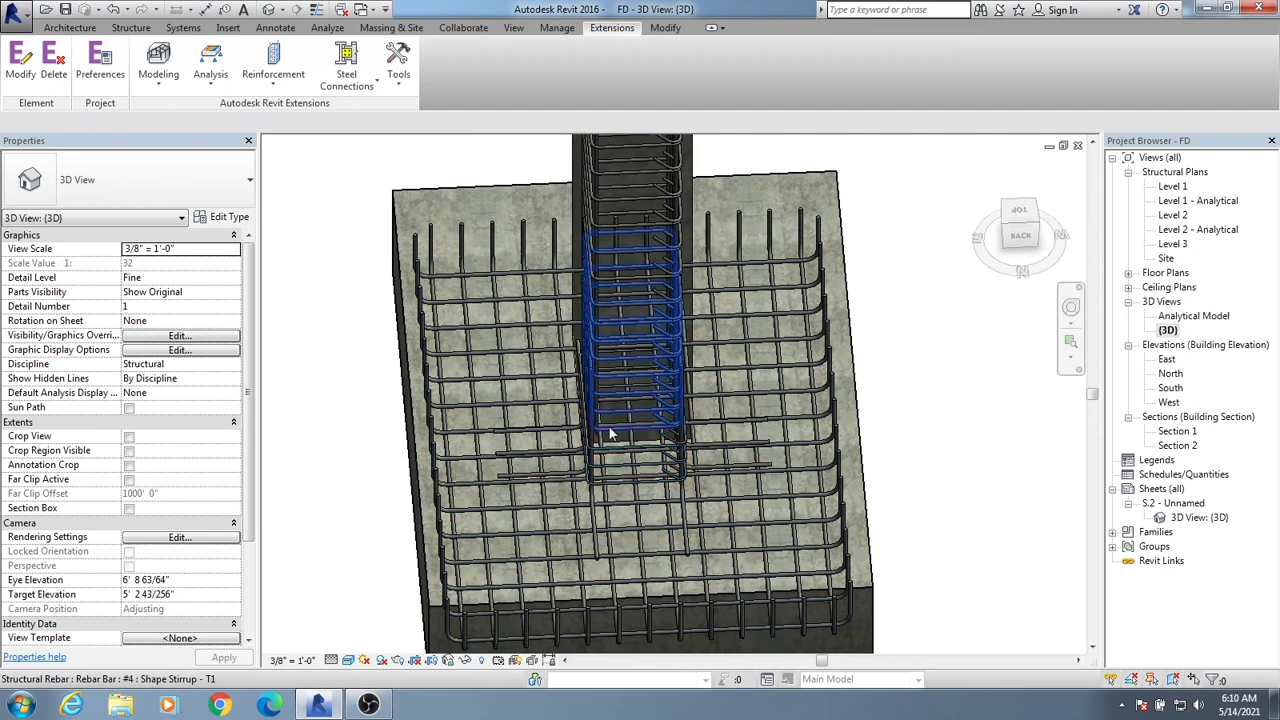 Autodesk Revit 2016 - FD - 3D View: {3D}
Type a keyword or phrase
Sign In
Architecture Structure Systems Insert Annotate Analyze Massing & Site Collaborate View Manage Extensions Modify
Modify Delete Preferences Modeling Analysis Reinforcement Steel Connections Tools
Element Project Autodesk Revit Extensions
Properties
3D View
3D View: {3D} Edit Type
Graphics
View Scale 3/8" = 1'-0"
Scale Value 1: 32
Detail Level Fine
Parts Visibility Show Original
Detail Number 1
Rotation on Sheet None
Visibility/Graphics Overri... Edit...
Graphic Display Options Edit...
Discipline Structural
Show Hidden Lines By Discipline
Default Analysis Display ... None
Sun Path
Extents
Crop View
Crop Region Visible
Annotation Crop
Far Clip Active
Far Clip Offset 1000' 0"
Section Box
Camera
Rendering Settings Edit...
Locked Orientation
Perspective
Eye Elevation 6' 8 63/64"
Target Elevation 5' 2 43/256"
Camera Position Adjusting
Identity Data
View Template <None>
Properties help Apply
TOP
BACK
N
Project Browser - FD
Views (all)
Structural Plans
Level 1
Level 1 - Analytical
Level 2
Level 2 - Analytical
Level 3
Site
Floor Plans
Ceiling Plans
3D Views
Analytical Model
{3D}
Elevations (Building Elevation)
East
North
South
West
Sections (Building Section)
Section 1
Section 2
Legends
Schedules/Quantities
Sheets (all)
S.2 - Unnamed
3D View: {3D}
Families
Groups
Revit Links
3/8" = 1'-0"
Structural Rebar : Rebar Bar : #4 : Shape Stirrup - T1
:0
Main Model
:0
6:10 AM
5/14/2021